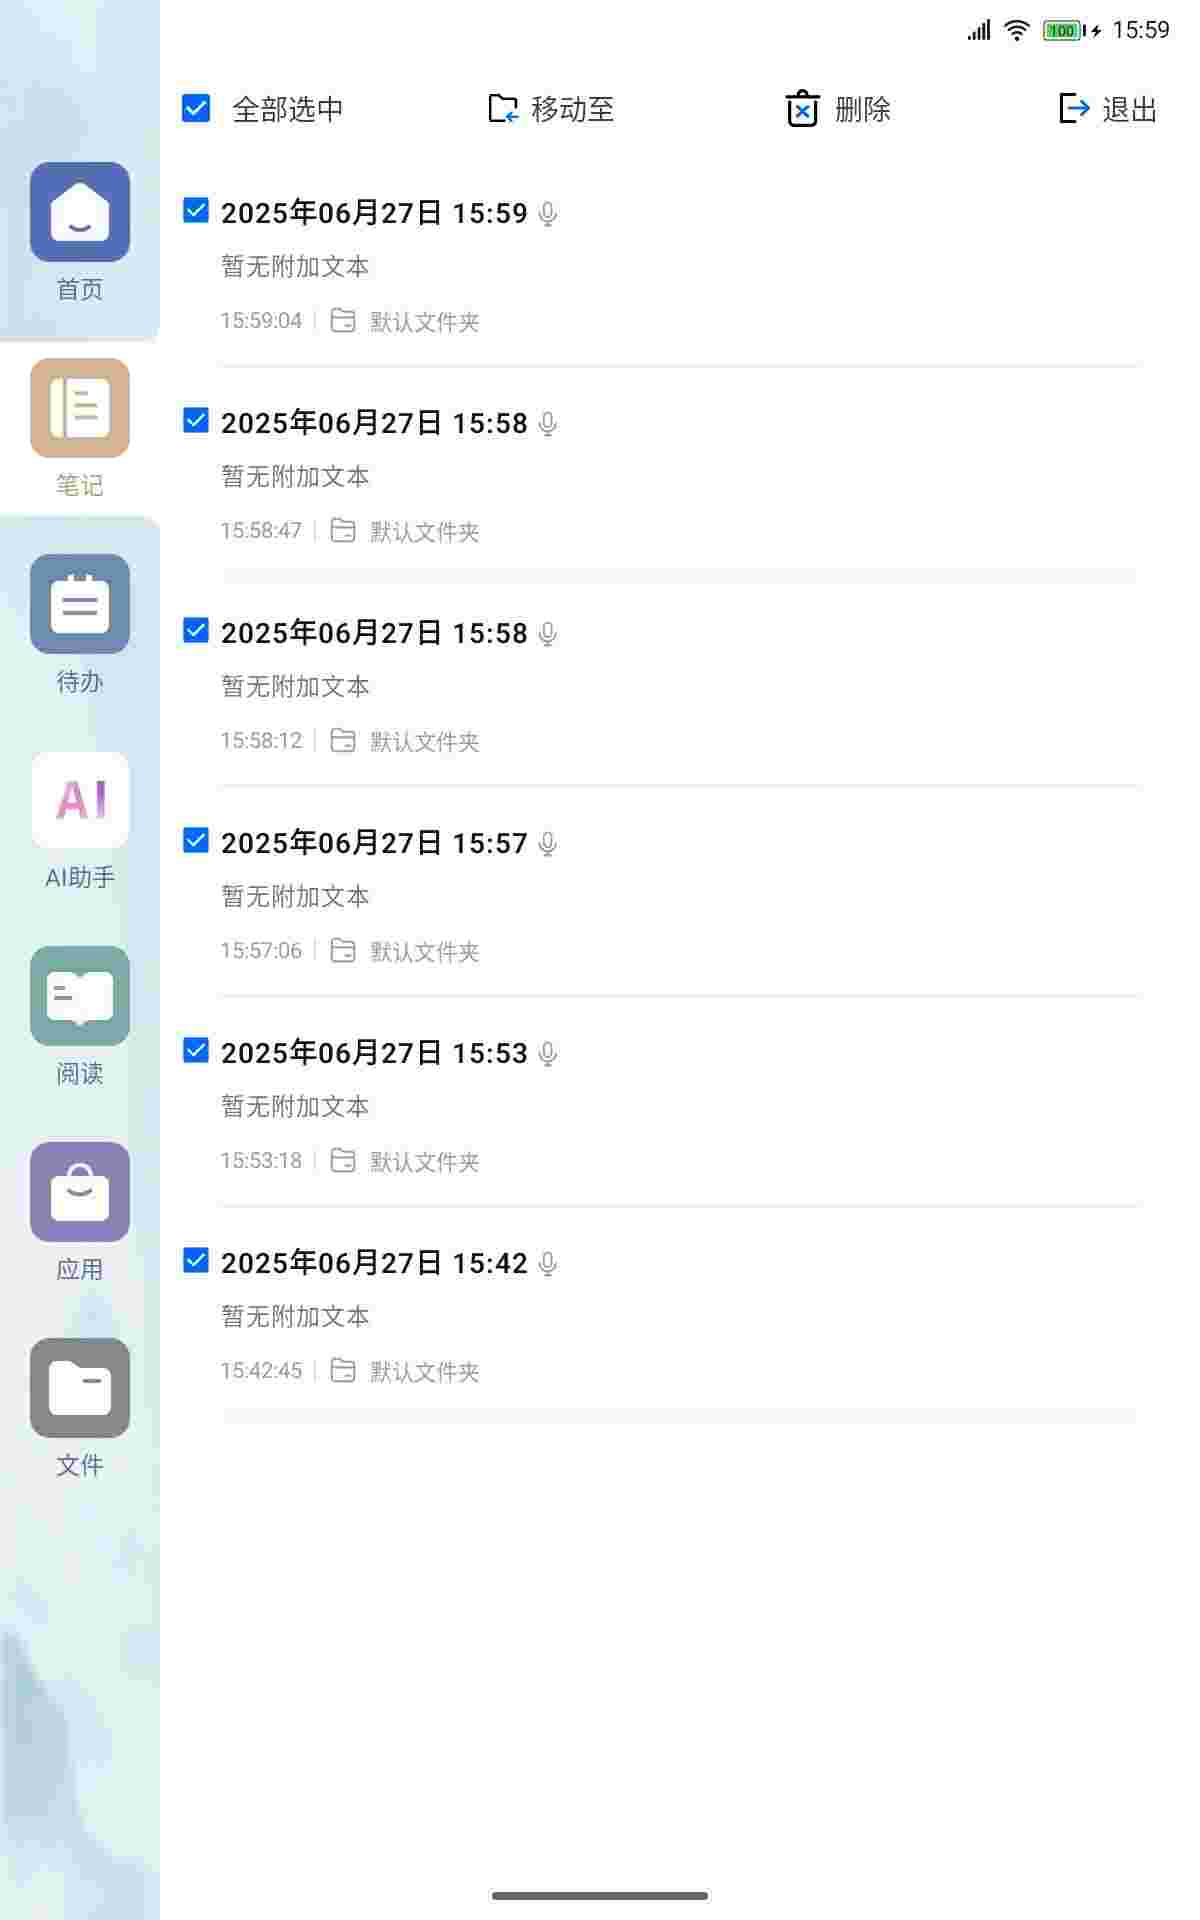 100 15:59
全部选中 移动至 删除 退出
首页
笔记
待办
AI
AI助手
阅读
应用
文件
2025年06月27日 15:59
暂无附加文本
15:59:04 默认文件夹
2025年06月27日 15:58
暂无附加文本
15:58:47 默认文件夹
2025年06月27日 15:58
暂无附加文本
15:58:12 默认文件夹
2025年06月27日 15:57
暂无附加文本
15:57:06 默认文件夹
2025年06月27日 15:53
暂无附加文本
15:53:18 默认文件夹
2025年06月27日 15:42
暂无附加文本
15:42:45 默认文件夹